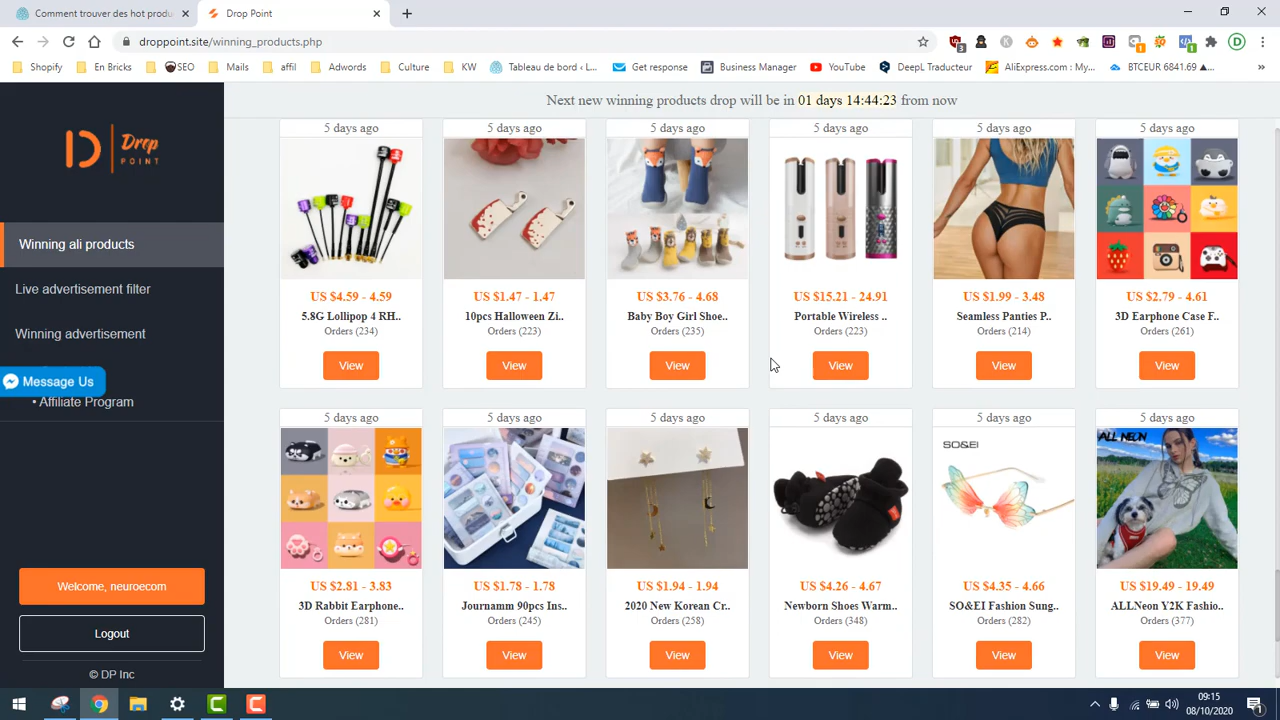 Comment trouver des hot produ
Drop Point
droppoint.site/winning_products.php
Shopify
En Bricks
SEO
Mails
affil
Adwords
Culture
KW
Tableau de bord ‹ L...
Get response
Business Manager
YouTube
DeepL Traducteur
AliExpress.com : My...
BTCEUR 6841.69 ▲...
»
Next new winning products drop will be in 01 days 14:44:23 from now
Drop
POINT
Winning ali products
Live advertisement filter
Winning advertisement
Message Us
• Affiliate Program
Welcome, neuroecom
Logout
© DP Inc
5 days ago
US $4.59 - 4.59
5.8G Lollipop 4 RH..
Orders (234)
View
5 days ago
US $1.47 - 1.47
10pcs Halloween Zi..
Orders (223)
View
5 days ago
US $3.76 - 4.68
Baby Boy Girl Shoe..
Orders (235)
View
5 days ago
US $15.21 - 24.91
Portable Wireless ..
Orders (223)
View
5 days ago
US $1.99 - 3.48
Seamless Panties P..
Orders (214)
View
5 days ago
US $2.79 - 4.61
3D Earphone Case F..
Orders (261)
View
5 days ago
US $2.81 - 3.83
3D Rabbit Earphone..
Orders (281)
View
5 days ago
US $1.78 - 1.78
Journamm 90pcs Ins..
Orders (245)
View
5 days ago
US $1.94 - 1.94
2020 New Korean Cr..
Orders (258)
View
5 days ago
US $4.26 - 4.67
Newborn Shoes Warm..
Orders (348)
View
5 days ago
SO&EI
US $4.35 - 4.66
SO&EI Fashion Sung..
Orders (282)
View
5 days ago
ALL NEON
US $19.49 - 19.49
ALLNeon Y2K Fashio..
Orders (377)
View
09:15
08/10/2020